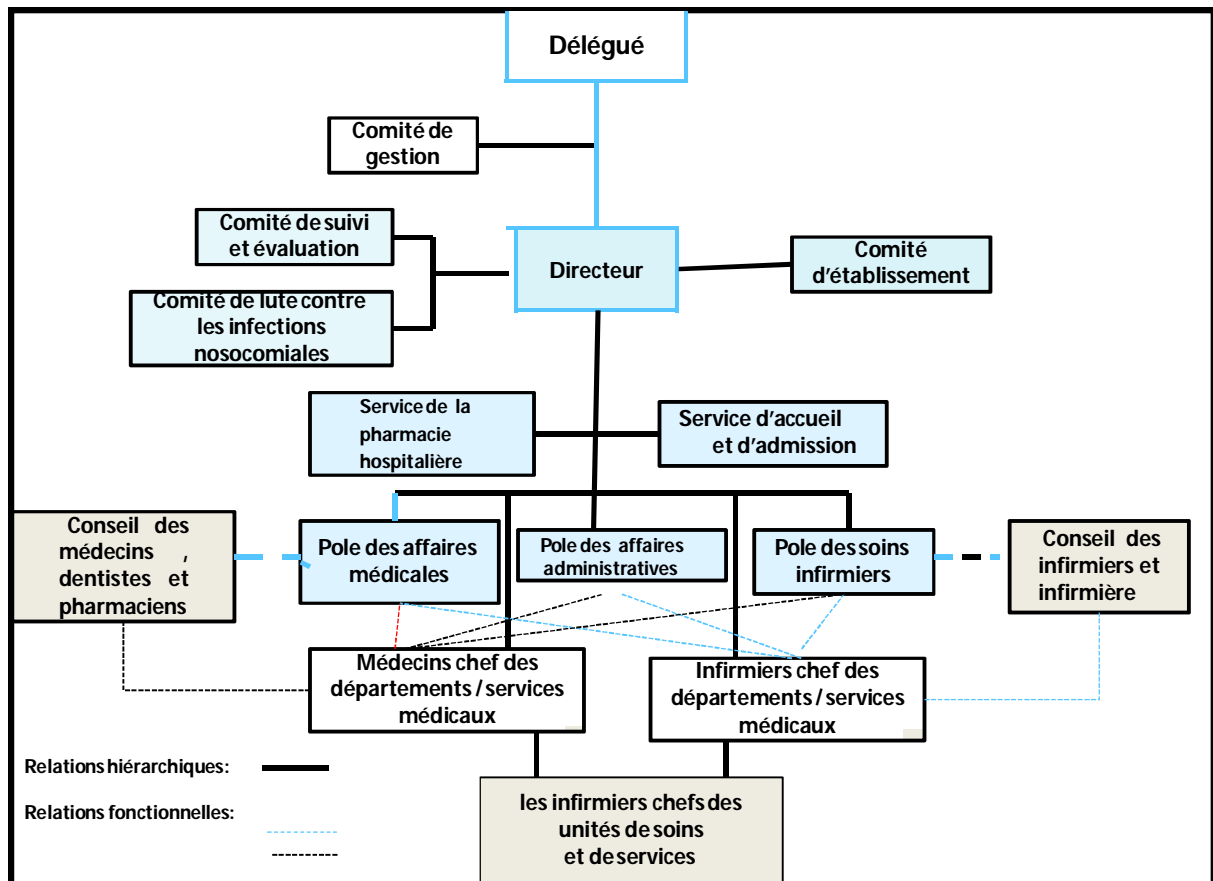 Délégué
Comité de
gestion
Comité de suivi
et évaluation
Directeur
Comité
d'établissement
Comité de lute contre
les infections
nosocomiales
Service de la
pharmacie
hospitalière
Service d'accueil
et d'admission
Conseil des
médecins ,
dentistes et
pharmaciens
Pole des affaires
médicales
Pole des affaires
administratives
Pole des soins
infirmiers
Conseil des
infirmiers et
infirmière
Médecins chef des
départements / services
médicaux
Infirmiers chef des
départements / services
médicaux
Relations hiérarchiques:
Relations fonctionnelles:
les infirmiers chefs des
unités de soins
et de services